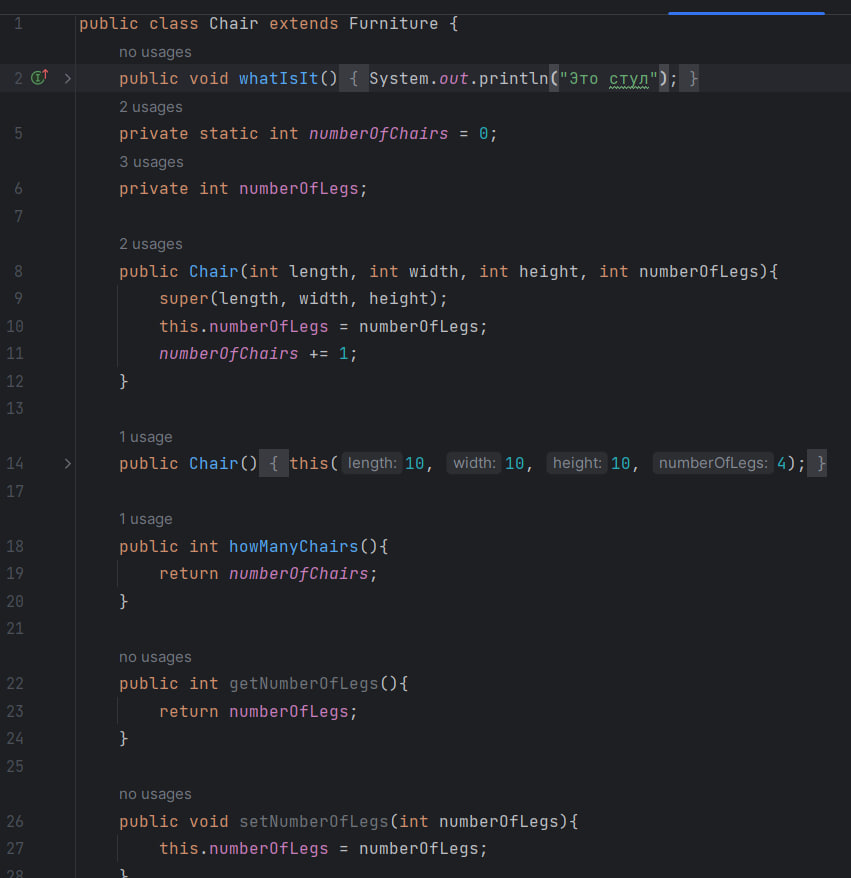 1 public class Chair extends Furniture {
no usages
2 public void whatIsIt() { System.out.println("Это стул"); }
2 usages
5 private static int numberOfChairs = 0;
3 usages
6 private int numberOfLegs;
7
2 usages
8 public Chair(int length, int width, int height, int numberOfLegs){
9 super(length, width, height);
10 this.numberOfLegs = numberOfLegs;
11 numberOfChairs += 1;
12 }
13
1 usage
14 public Chair() { this( length: 10, width: 10, height: 10, numberOfLegs: 4); }
17
1 usage
18 public int howManyChairs(){
19 return numberOfChairs;
20 }
21
no usages
22 public int getNumberOfLegs(){
23 return numberOfLegs;
24 }
25
no usages
26 public void setNumberOfLegs(int numberOfLegs){
27 this.numberOfLegs = numberOfLegs;
28 }